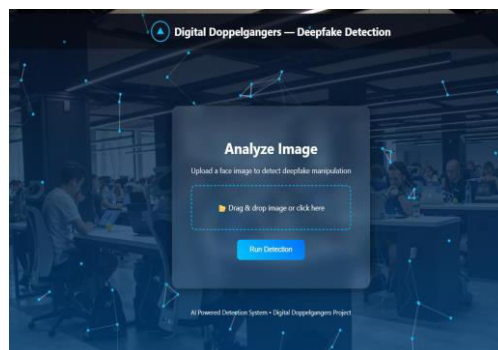 Digital Doppelgangers — Deepfake Detection
Analyze Image
Upload a face image to detect deepfake manipulation
Drag & drop image or click here
Run Detection
AI Powered Detection System • Digital Doppelgangers Project